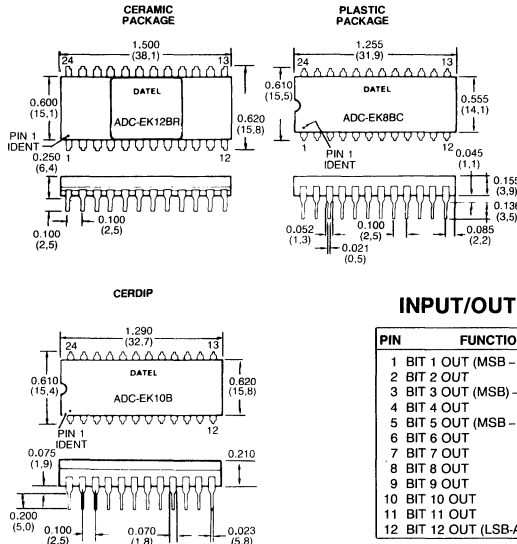 CERAMIC
PACKAGE
1.500
(38,1)
24
13
DATEL
ADC-EK12BR
0.600
(15,1)
0.620
(15,8)
PIN 1
IDENT
1
12
0.250
(6,4)
0.100
(2,5)
0.100
(2,5)
PLASTIC
PACKAGE
1.255
(31,9)
24
13
0.610
(15,5)
DATEL
ADC-EK8BC
0.555
(14,1)
1
12
PIN 1
IDENT
0.045
(1,1)
0.155
(3,9)
0.136
(3,5)
0.052
(1,3)
0.100
(2,5)
0.085
(2,2)
0.021
(0,5)
CERDIP
1.290
(32,7)
24
13
DATEL
ADC-EK10B
0.610
(15,4)
0.620
(15,8)
PIN 1
IDENT
12
0.075
(1,9)
0.210
0.200
(5,0)
0.100
(2,5)
0.070
(1,8)
0.023
(5,8)
INPUT/OUT
PIN FUNCTIO
1 BIT 1 OUT (MSB –
2 BIT 2 OUT
3 BIT 3 OUT (MSB) –
4 BIT 4 OUT
5 BIT 5 OUT (MSB –
6 BIT 6 OUT
7 BIT 7 OUT
8 BIT 8 OUT
9 BIT 9 OUT
10 BIT 10 OUT
11 BIT 11 OUT
12 BIT 12 OUT (LSB-A